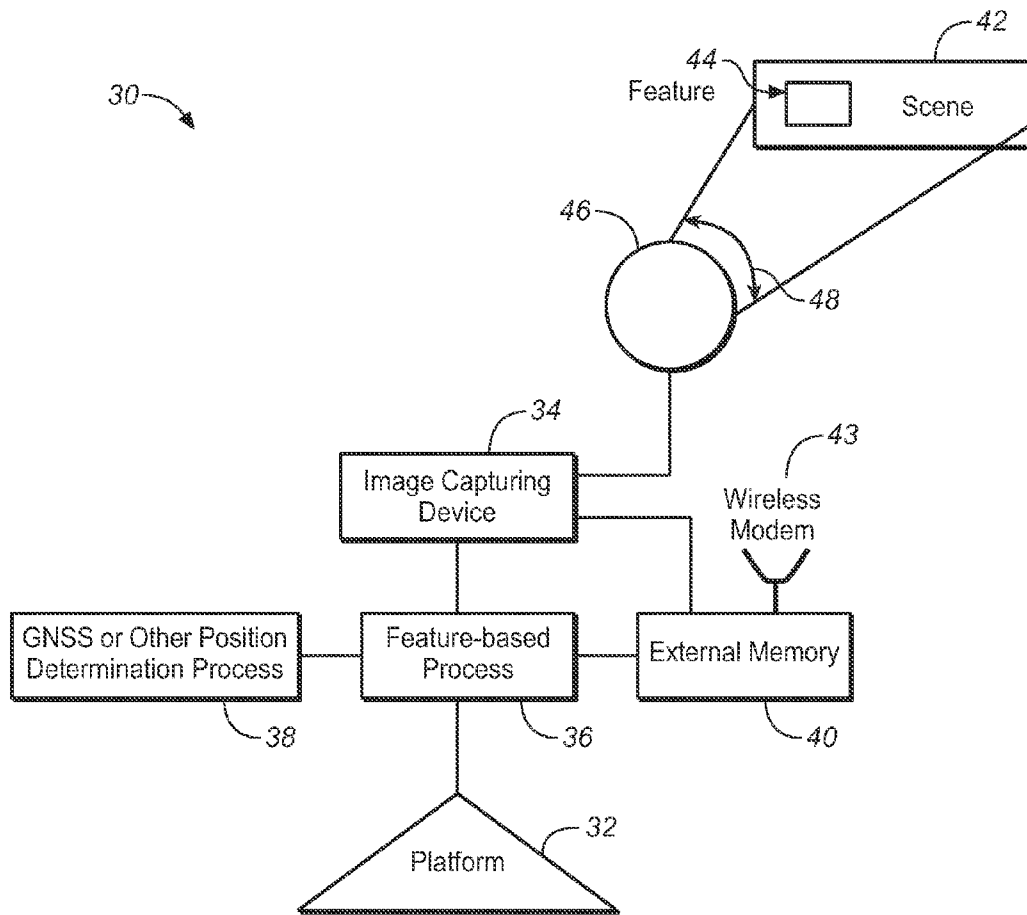 42
44
Feature
Scene
30
46
48
34
43
Image Capturing
Device
Wireless
Modem
GNSS or Other Position
Determination Process
Feature-based
Process
External Memory
38
36
40
32
Platform